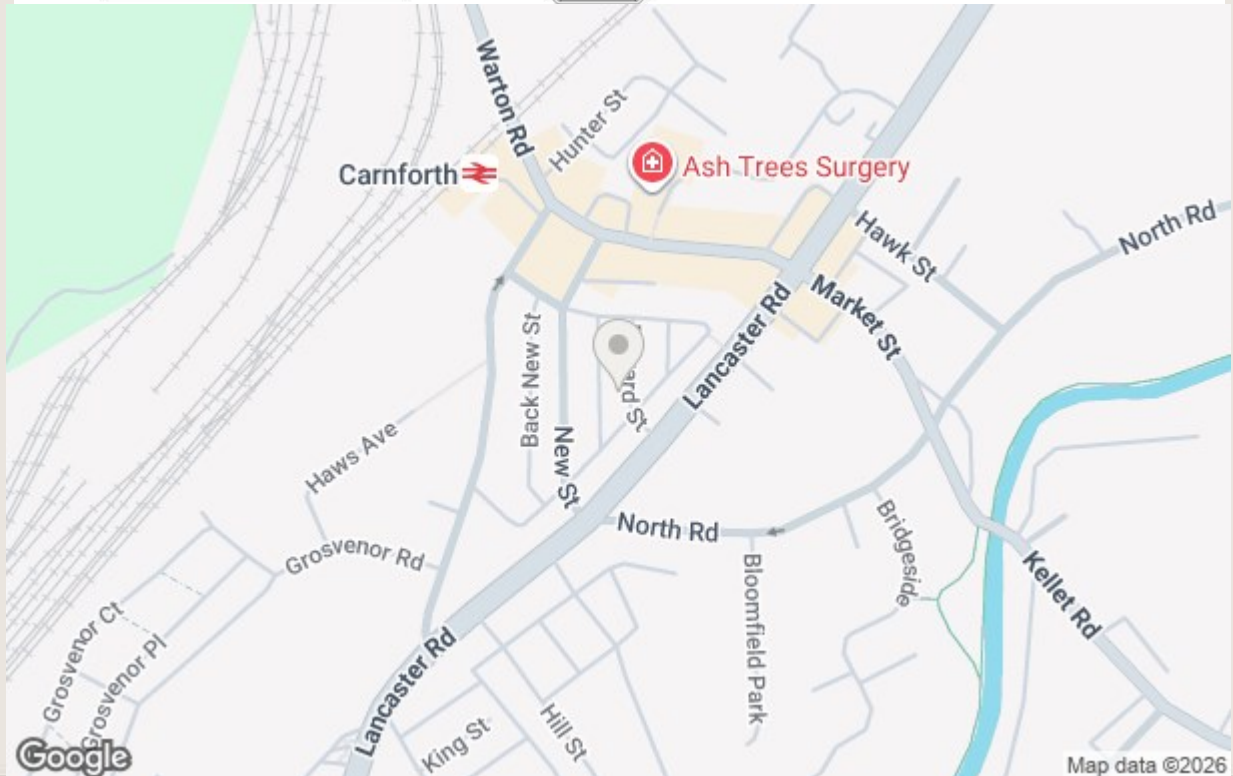 Warton Rd
Hunter St
Carnforth
Ash Trees Surgery
North Rd
Hawk St
Market St
Lancaster Rd
Back New St
New St
Haws Ave
North Rd
Grosvenor Rd
Bridgeside
Bloomfield Park
Kellet Rd
Grosvenor Ct
Grosvenor Pl
Lancaster Rd
King St
Hill St
Google
Map data ©2026